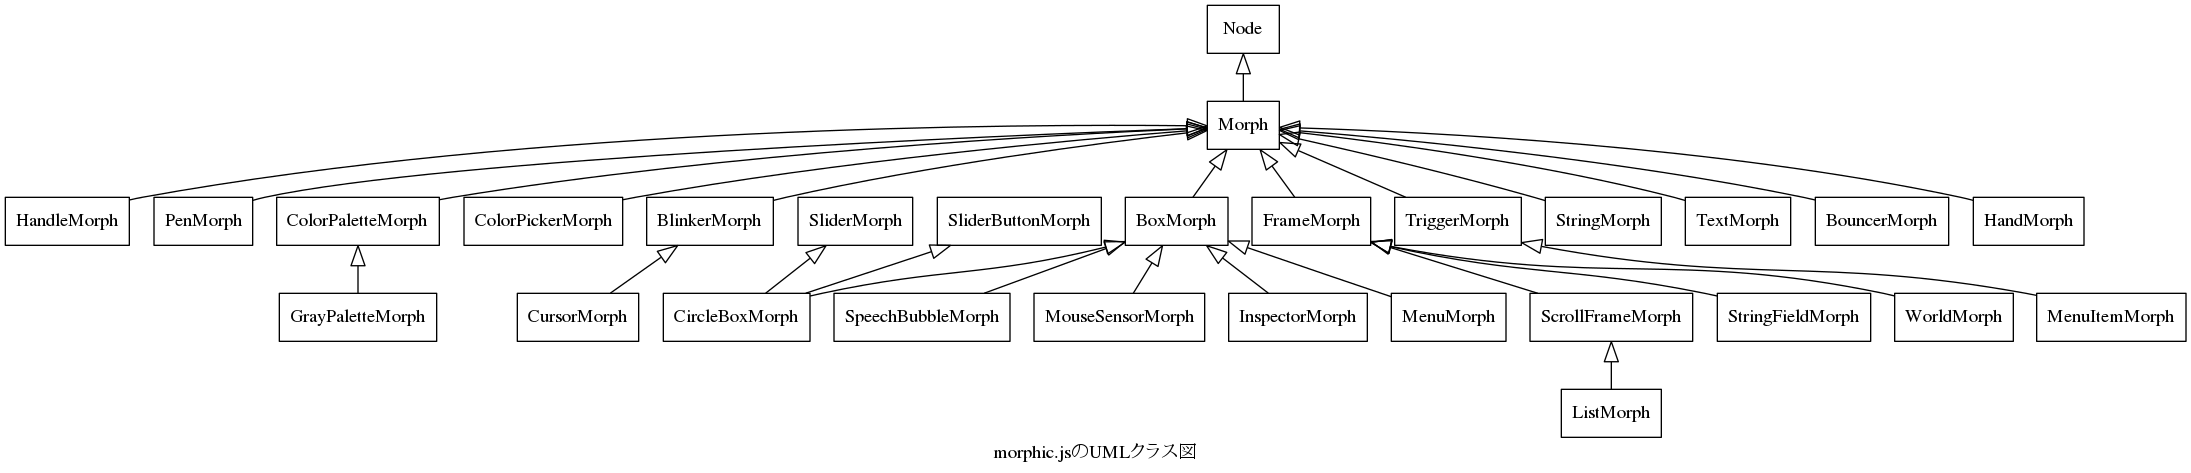 Node
Morph
HandleMorph
PenMorph
ColorPaletteMorph
ColorPickerMorph
BlinkerMorph
SliderMorph
SliderButtonMorph
BoxMorph
FrameMorph
TriggerMorph
StringMorph
TextMorph
BouncerMorph
HandMorph
GrayPaletteMorph
CursorMorph
CircleBoxMorph
SpeechBubbleMorph
MouseSensorMorph
InspectorMorph
MenuMorph
ScrollFrameMorph
StringFieldMorph
WorldMorph
MenuItemMorph
ListMorph
morphic.jsのUMLクラス図